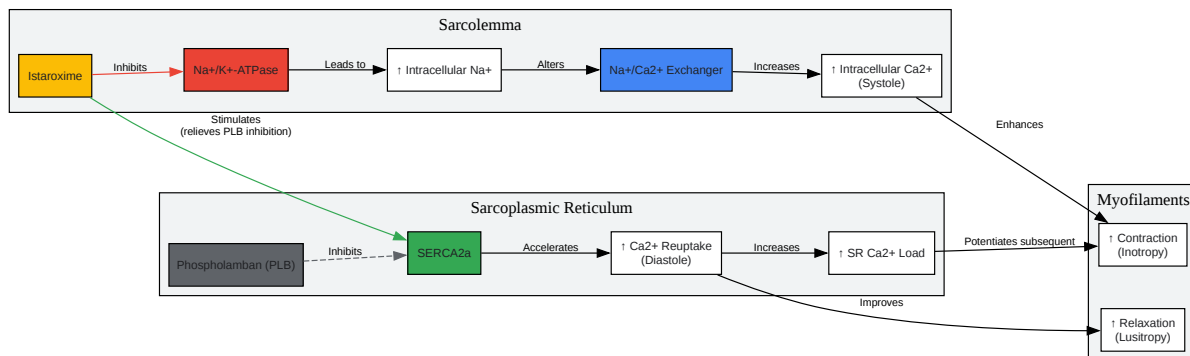 Sarcolemma
Istaroxime
Inhibits
Na+/K+-ATPase
Leads to
↑ Intracellular Na+
Alters
Na+/Ca2+ Exchanger
Increases
↑ Intracellular Ca2+
(Systole)
Stimulates
(relieves PLB inhibition)
Enhances
Sarcoplasmic Reticulum
Phospholamban (PLB)
Inhibits
SERCA2a
Accelerates
↑ Ca2+ Reuptake
(Diastole)
Increases
↑ SR Ca2+ Load
Potentiates subsequent
Improves
Myofilaments
↑ Contraction
(Inotropy)
↑ Relaxation
(Lusitropy)